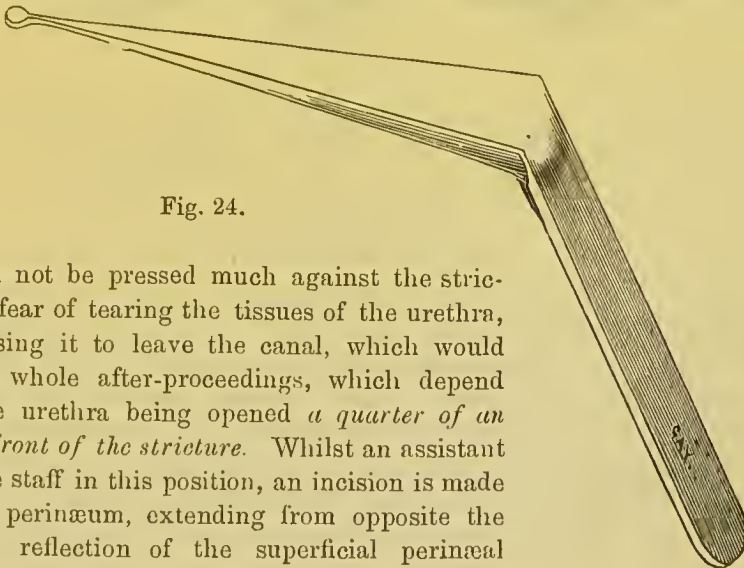 Fig. 24.
not be pressed much against the stric-
fear of tearing the tissues of the urethra,
sing it to leave the canal, which would
whole after-proceedings, which depend
urethra being opened a quarter of an
front of the stricture. Whilst an assistant
staff in this position, an incision is made
perinæum, extending from opposite the
reflection of the superficial perinæal